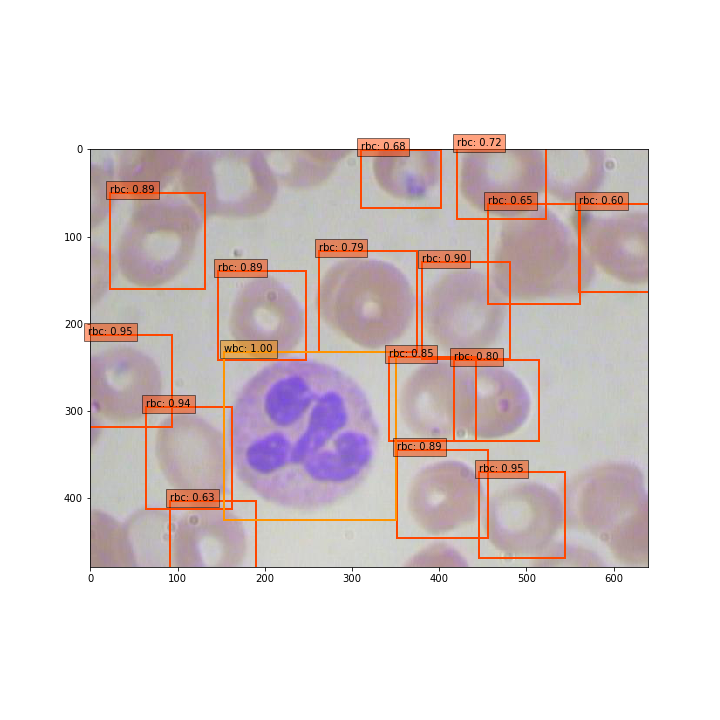 rbc: 0.68
rbc: 0.72
0
rbc: 0.89
rbc: 0.65
rbc: 0.60
100
rbc: 0.79
rbc: 0.90
rbc: 0.89
200
rbc: 0.95
wbc: 1.00
rbc: 0.85
rbc: 0.80
300
rbc: 0.94
rbc: 0.89
rbc: 0.95
400
rbc: 0.63
0 100 200 300 400 500 600